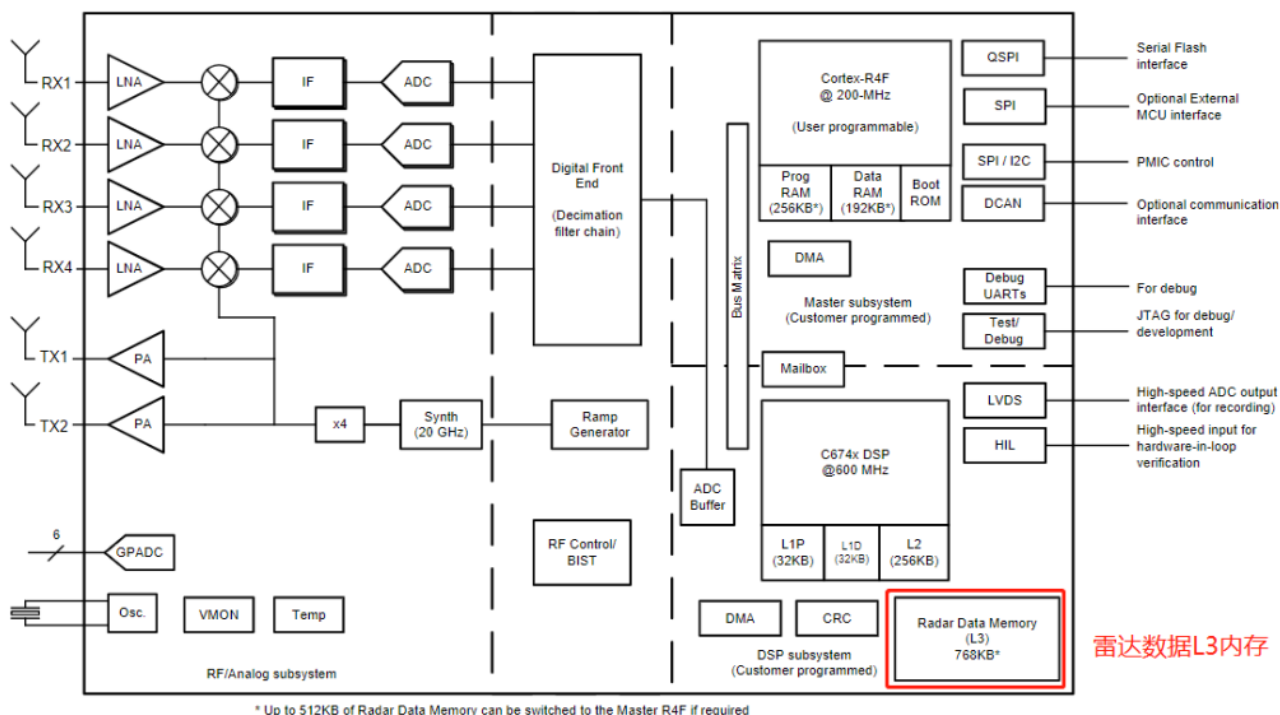 RX1
LNA
IF
ADC
RX2
LNA
IF
ADC
RX3
LNA
IF
ADC
RX4
LNA
IF
ADC
TX1
PA
TX2
PA
x4
Synth
(20 GHz)
6
GPADC
Osc.
VMON
Temp
RF/Analog subsystem
Digital Front
End
(Decimation
filter chain)
Ramp
Generator
RF Control/
BIST
ADC
Buffer
Bus Matrix
Cortex-R4F
@ 200-MHz
(User programmable)
Prog
RAM
(256KB*)
Data
RAM
(192KB*)
Boot
ROM
DMA
Master subsystem
(Customer programmed)
Mailbox
QSPI
Serial Flash
interface
SPI
Optional External
MCU interface
SPI / I2C
PMIC control
DCAN
Optional communication
interface
Debug
UARTs
For debug
Test/
Debug
JTAG for debug/
development
LVDS
High-speed ADC output
interface (for recording)
HIL
High-speed input for
hardware-in-loop
verification
C674x DSP
@600 MHz
L1P
(32KB)
L1D
(32KB)
L2
(256KB)
DMA
CRC
DSP subsystem
(Customer programmed)
Radar Data Memory
(L3)
768KB*
雷达数据L3内存
* Up to 512KB of Radar Data Memory can be switched to the Master R4F if required